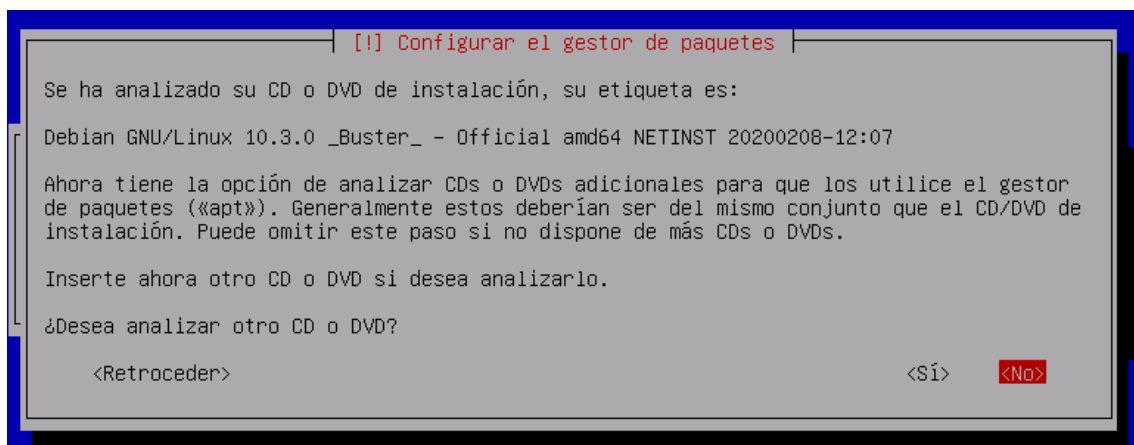 [!] Configurar el gestor de paquetes
Se ha analizado su CD o DVD de instalación, su etiqueta es:
Debian GNU/Linux 10.3.0 _Buster_ - Official amd64 NETINST 20200208-12:07
Ahora tiene la opción de analizar CDs o DVDs adicionales para que los utilice el gestor
de paquetes («apt»). Generalmente estos deberían ser del mismo conjunto que el CD/DVD de
instalación. Puede omitir este paso si no dispone de más CDs o DVDs.
Inserte ahora otro CD o DVD si desea analizarlo.
¿Desea analizar otro CD o DVD?
<Retroceder> <Sí> <No>